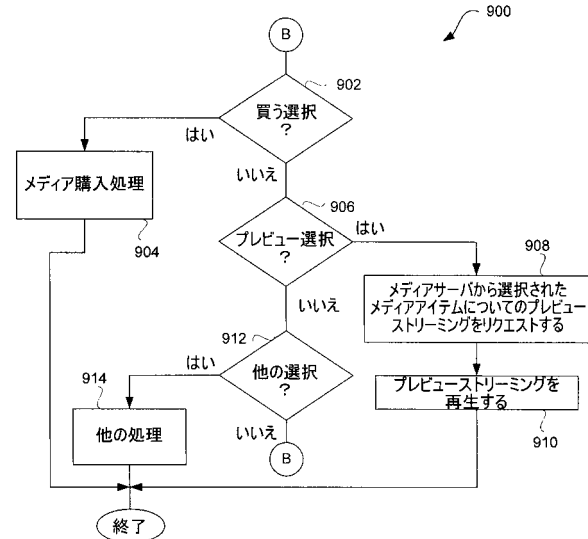 900
B
902
買う選択
?
はい
いいえ
メディア購入処理
904
906
プレビュー選択
?
はい
いいえ
908
メディアサーバから選択された
メディアアイテムについてのプレビュー
ストリーミングをリクエストする
912
他の選択
?
はい
いいえ
914
他の処理
プレビューストリーミングを
再生する
910
B
終了